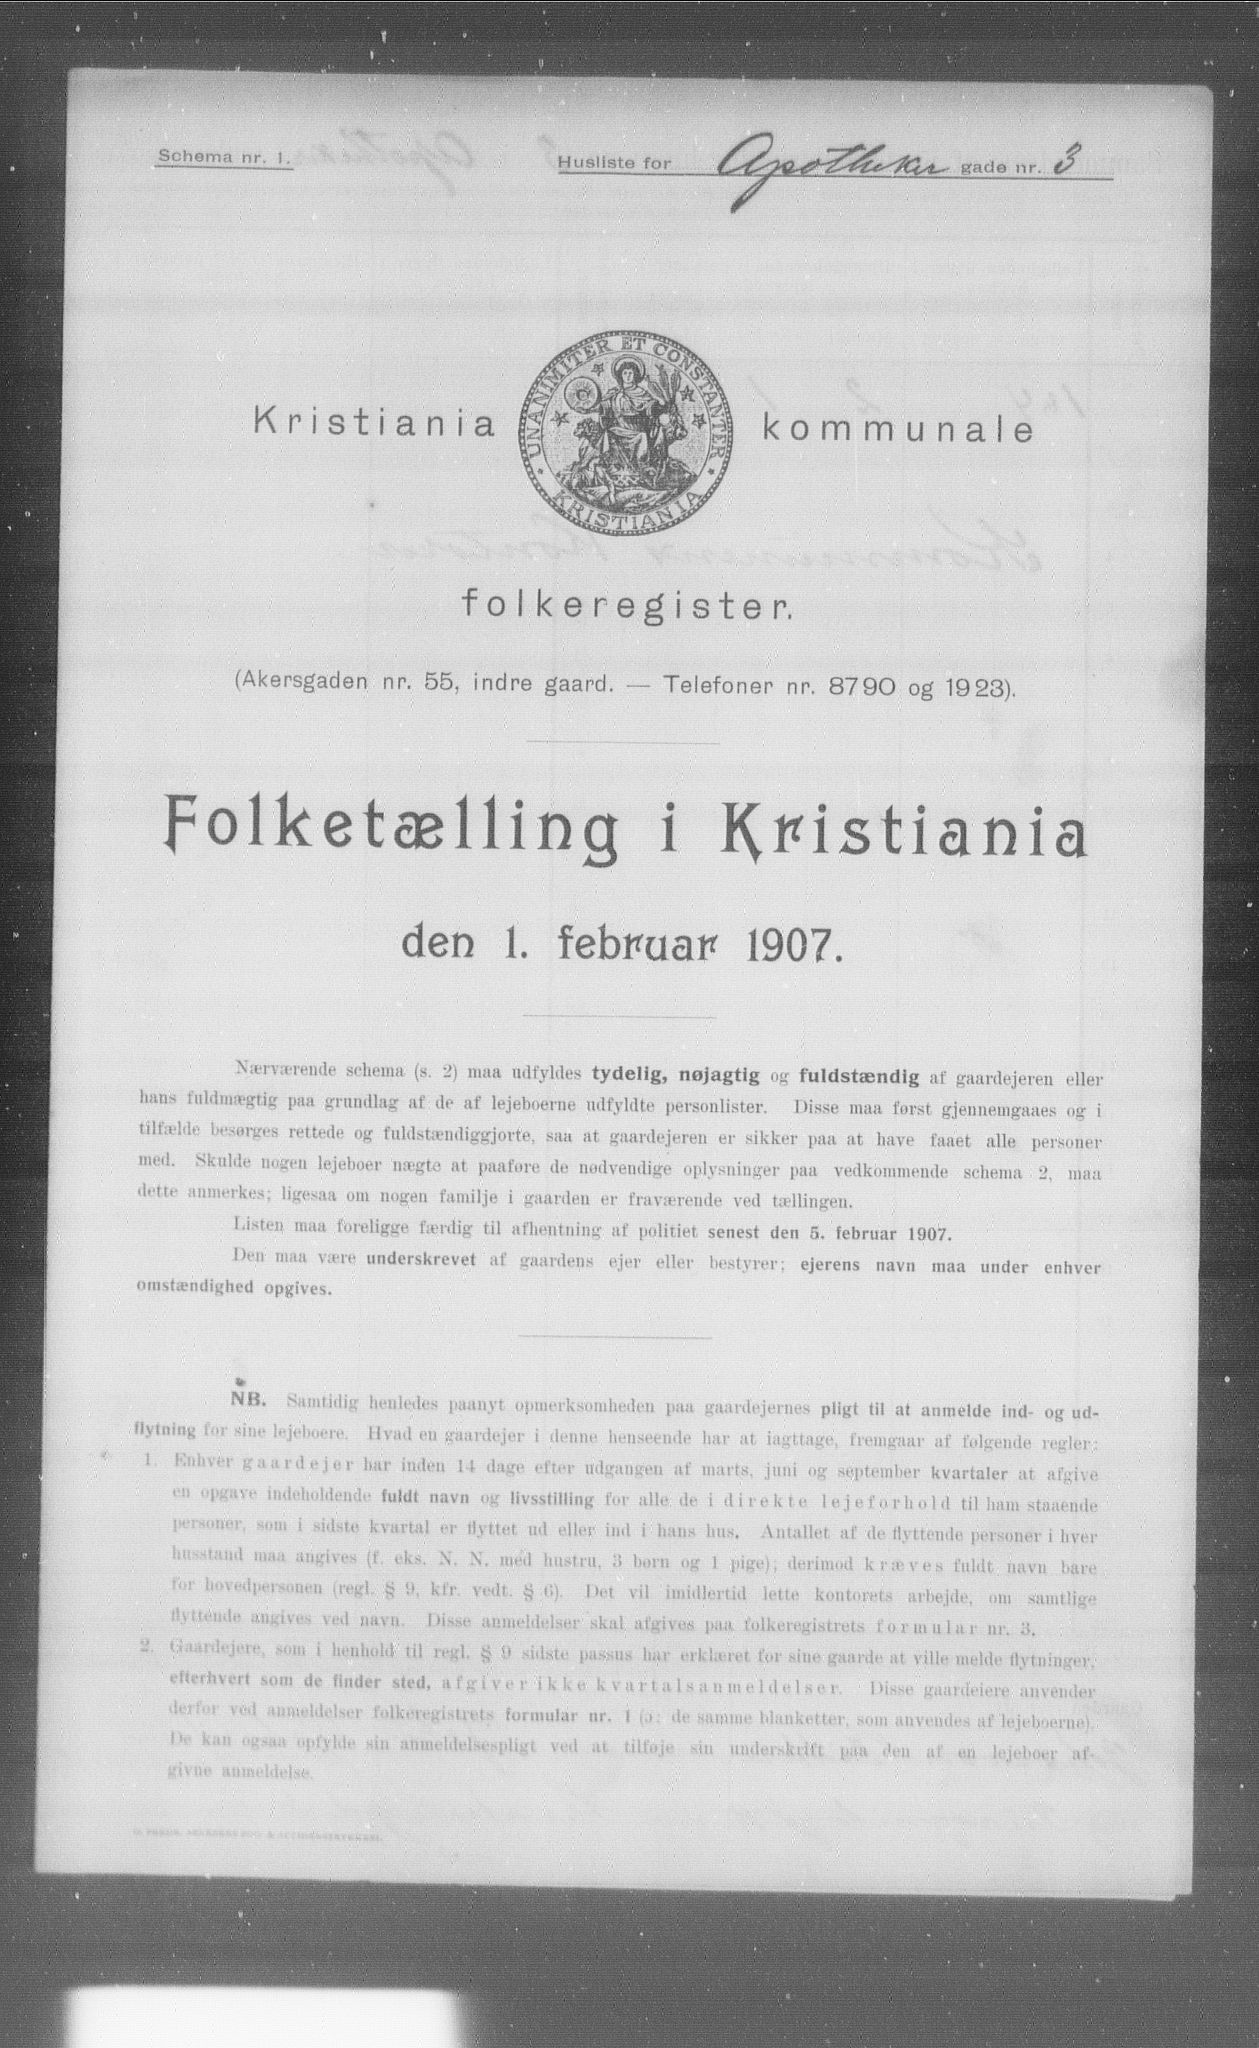 Schema nr. 1.
Husliste for Apotheker gade nr. 3
UNANIMITER ET CONSTANTER
KRISTIANIA
Kristiania kommunale
folkeregister.
(Akersgaden nr. 55, indre gaard. — Telefoner nr. 8790 og 1923).
Folketælling i Kristiania
den 1. februar 1907.
Nærværende schema (s. 2) maa udfyldes tydelig, nøjagtig og fuldstændig af gaardejeren eller
hans fuldmægtig paa grundlag af de af lejeboerne udfyldte personlister. Disse maa først gjennemgaaes og i
tilfælde besørges rettede og fuldstændiggjorte, saa at gaardejeren er sikker paa at have faaet alle personer
med. Skulde nogen lejeboer nægte at paaføre de nødvendige oplysninger paa vedkommende schema 2, maa
dette anmerkes; ligesaa om nogen familje i gaarden er fraværende ved tællingen.
Listen maa foreligge færdig til afhentning af politiet senest den 5. februar 1907.
Den maa være underskrevet af gaardens ejer eller bestyrer; ejerens navn maa under enhver
omstændighed opgives.
NB. Samtidig henledes paanyt opmerksomheden paa gaardejernes pligt til at anmelde ind- og ud-
flytning for sine lejeboere. Hvad en gaardejer i denne henseende har at iagttage, fremgaar af følgende regler:
1. Enhver gaardejer har inden 14 dage efter udgangen af marts, juni og september kvartaler at afgive
en opgave indeholdende fuldt navn og livsstilling for alle de i direkte lejeforhold til ham staaende
personer, som i sidste kvartal er flyttet ud eller ind i hans hus. Antallet af de flyttende personer i hver
husstand maa angives (f. eks. N. N. med hustru, 3 børn og 1 pige); derimod kræves fuldt navn bare
for hovedpersonen (regl. § 9, kfr. vedt. § 6). Det vil imidlertid lette kontorets arbejde, om samtlige
flyttende angives ved navn. Disse anmeldelser skal afgives paa folkeregistrets formular nr. 3.
2. Gaardejere, som i henhold til regl. § 9 sidste passus har erklæret for sine gaarde at ville melde flytninger,
efterhvert som de finder sted, afgiver ikke kvartalsanmeldelser. Disse gaardeiere anvender
derfor ved anmeldelser folkeregistrets formular nr. 1 (ɔ: de samme blanketter, som anvendes af lejeboerne).
De kan ogsaa opfylde sin anmeldelsespligt ved at tilføje sin underskrift paa den af en lejeboer af-
givne anmeldelse.